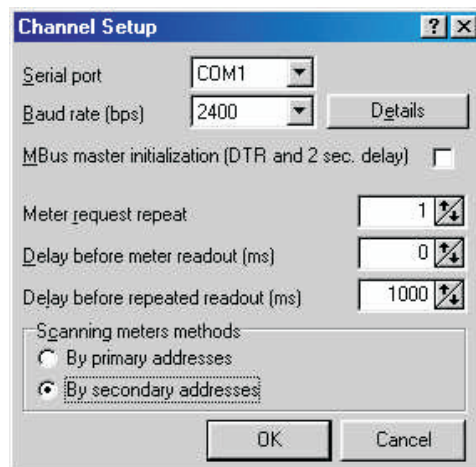 Channel Setup
Serial port COM1
Baud rate (bps) 2400 Details
MBus master initialization (DTR and 2 sec. delay)
Meter request repeat 1
Delay before meter readout (ms) 0
Delay before repeated readout (ms) 1000
Scanning meters methods
By primary addresses
By secondary addresses
OK Cancel